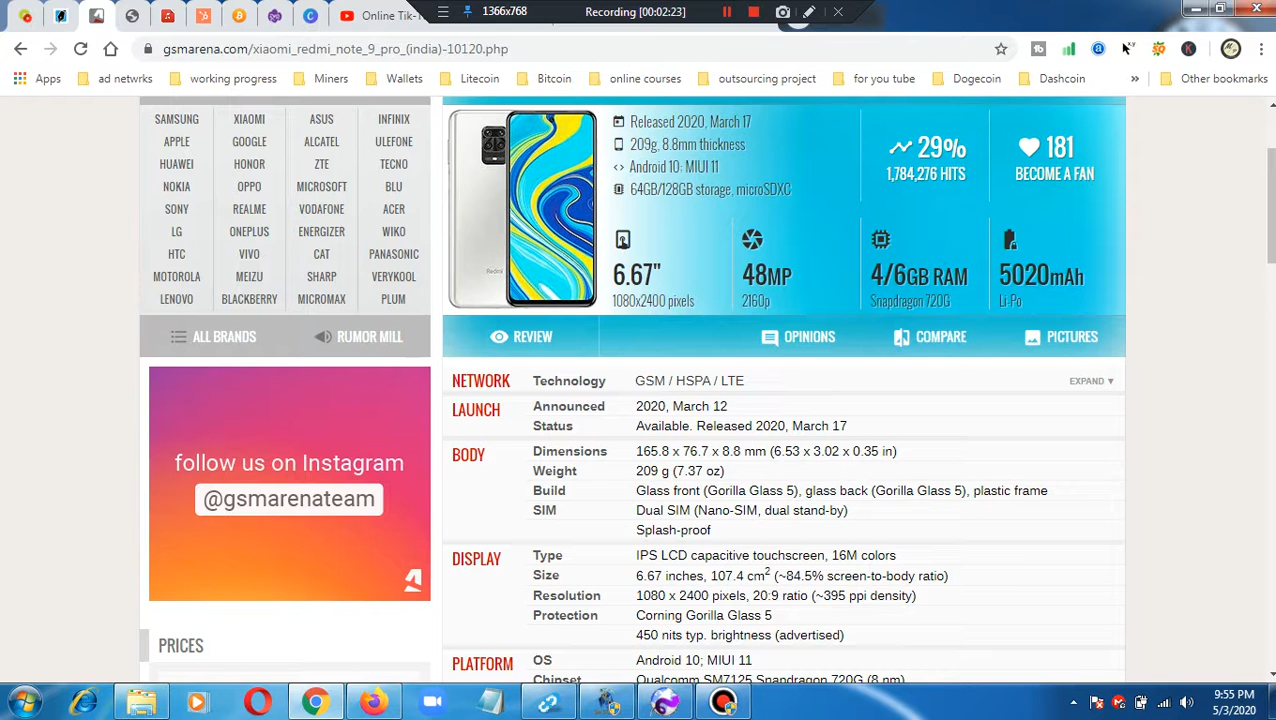 1366x768
Recording [00:02:23]
Online Tik-T
gsmarena.com/xiaomi_redmi_note_9_pro_(india)-10120.php
Apps
ad netwrks
working progress
Miners
Wallets
Litecoin
Bitcoin
online courses
outsourcing project
for you tube
Dogecoin
Dashcoin
»
Other bookmarks
SAMSUNG XIAOMI ASUS INFINIX
APPLE GOOGLE ALCATEL ULEFONE
HUAWEI HONOR ZTE TECNO
NOKIA OPPO MICROSOFT BLU
SONY REALME VODAFONE ACER
LG ONEPLUS ENERGIZER WIKO
HTC VIVO CAT PANASONIC
MOTOROLA MEIZU SHARP VERYKOOL
LENOVO BLACKBERRY MICROMAX PLUM
ALL BRANDS RUMOR MILL
follow us on Instagram
@gsmarenateam
PRICES
Redmi
Released 2020, March 17
209g, 8.8mm thickness
Android 10; MIUI 11
64GB/128GB storage, microSDXC
29%
1,784,276 HITS
181
BECOME A FAN
6.67"
1080x2400 pixels
48MP
2160p
4/6GB RAM
Snapdragon 720G
5020mAh
Li-Po
REVIEW OPINIONS COMPARE PICTURES
NETWORK Technology GSM / HSPA / LTE EXPAND ▼
LAUNCH Announced 2020, March 12
Status Available. Released 2020, March 17
BODY Dimensions 165.8 x 76.7 x 8.8 mm (6.53 x 3.02 x 0.35 in)
Weight 209 g (7.37 oz)
Build Glass front (Gorilla Glass 5), glass back (Gorilla Glass 5), plastic frame
SIM Dual SIM (Nano-SIM, dual stand-by)
Splash-proof
DISPLAY Type IPS LCD capacitive touchscreen, 16M colors
Size 6.67 inches, 107.4 cm² (~84.5% screen-to-body ratio)
Resolution 1080 x 2400 pixels, 20:9 ratio (~395 ppi density)
Protection Corning Gorilla Glass 5
450 nits typ. brightness (advertised)
PLATFORM OS Android 10; MIUI 11
Chipset Qualcomm SM7125 Snapdragon 720G (8 nm)
9:55 PM
5/3/2020